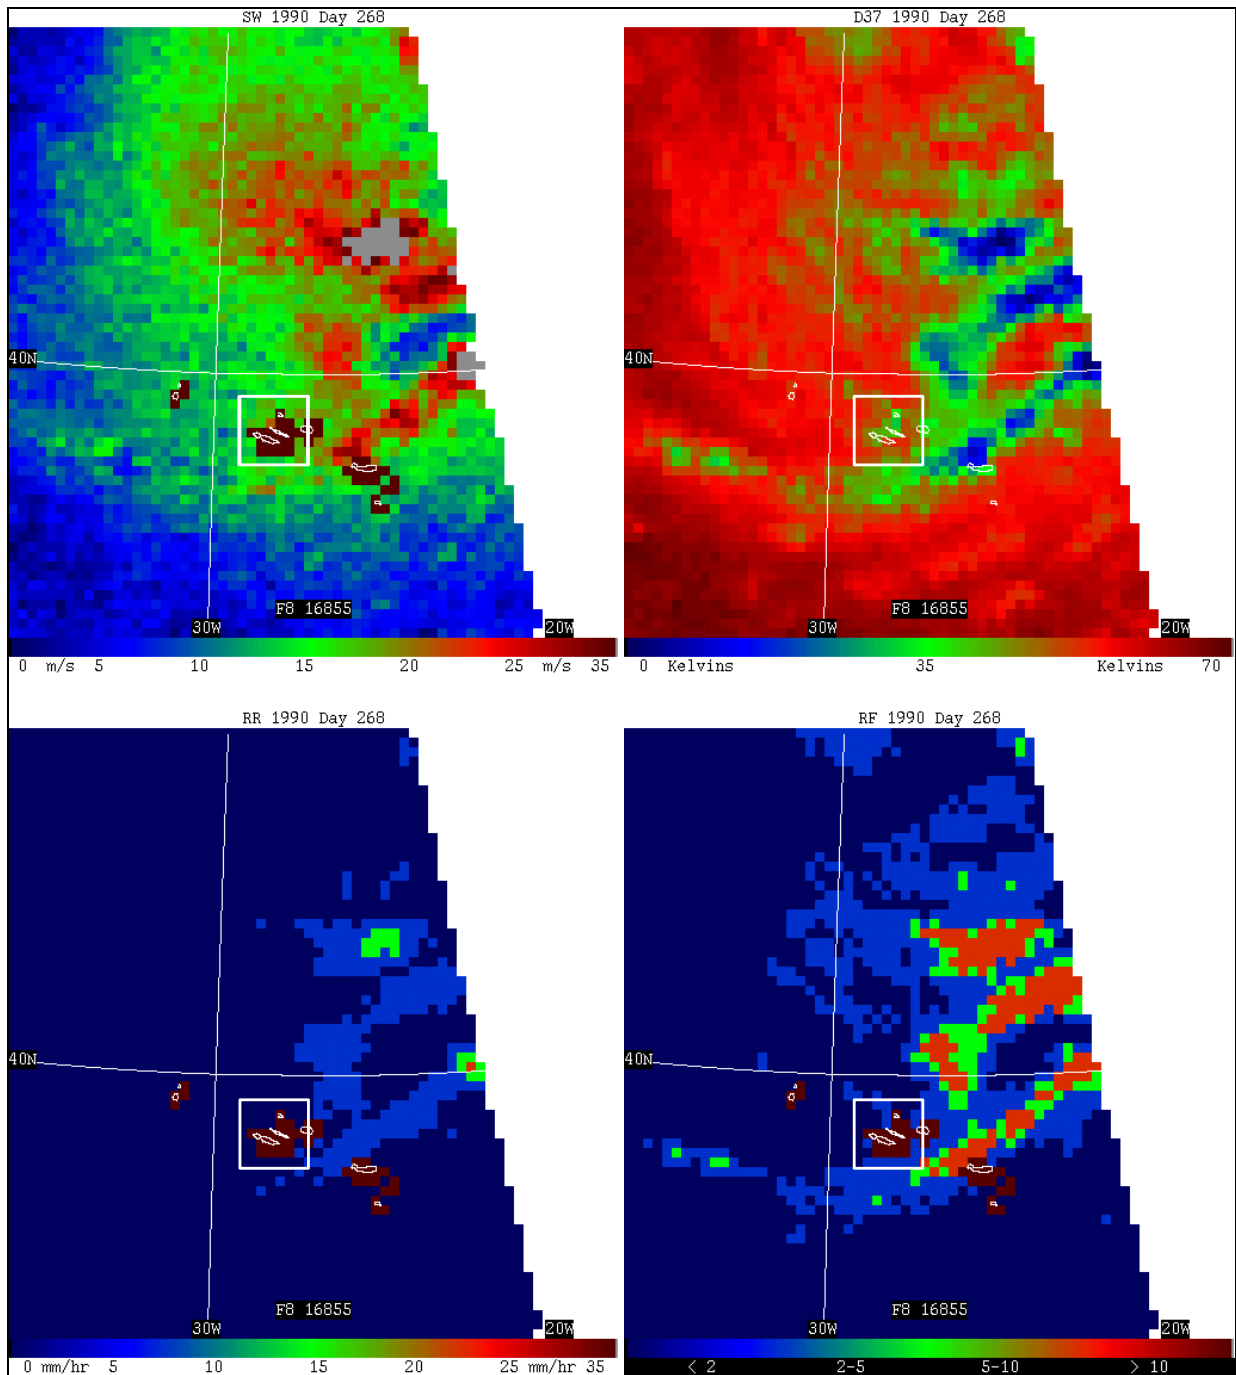 SW 1990 Day 268
D37 1990 Day 268
40N
40N
F8 16855
F8 16855
30W
20W
30W
20W
0 m/s 5 10 15 20 25 m/s 35
0 Kelvins 35 Kelvins 70
RR 1990 Day 268
RF 1990 Day 268
40N
40N
F8 16855
F8 16855
30W
20W
30W
20W
0 mm/hr 5 10 15 20 25 mm/hr 35
< 2 2-5 5-10 > 10